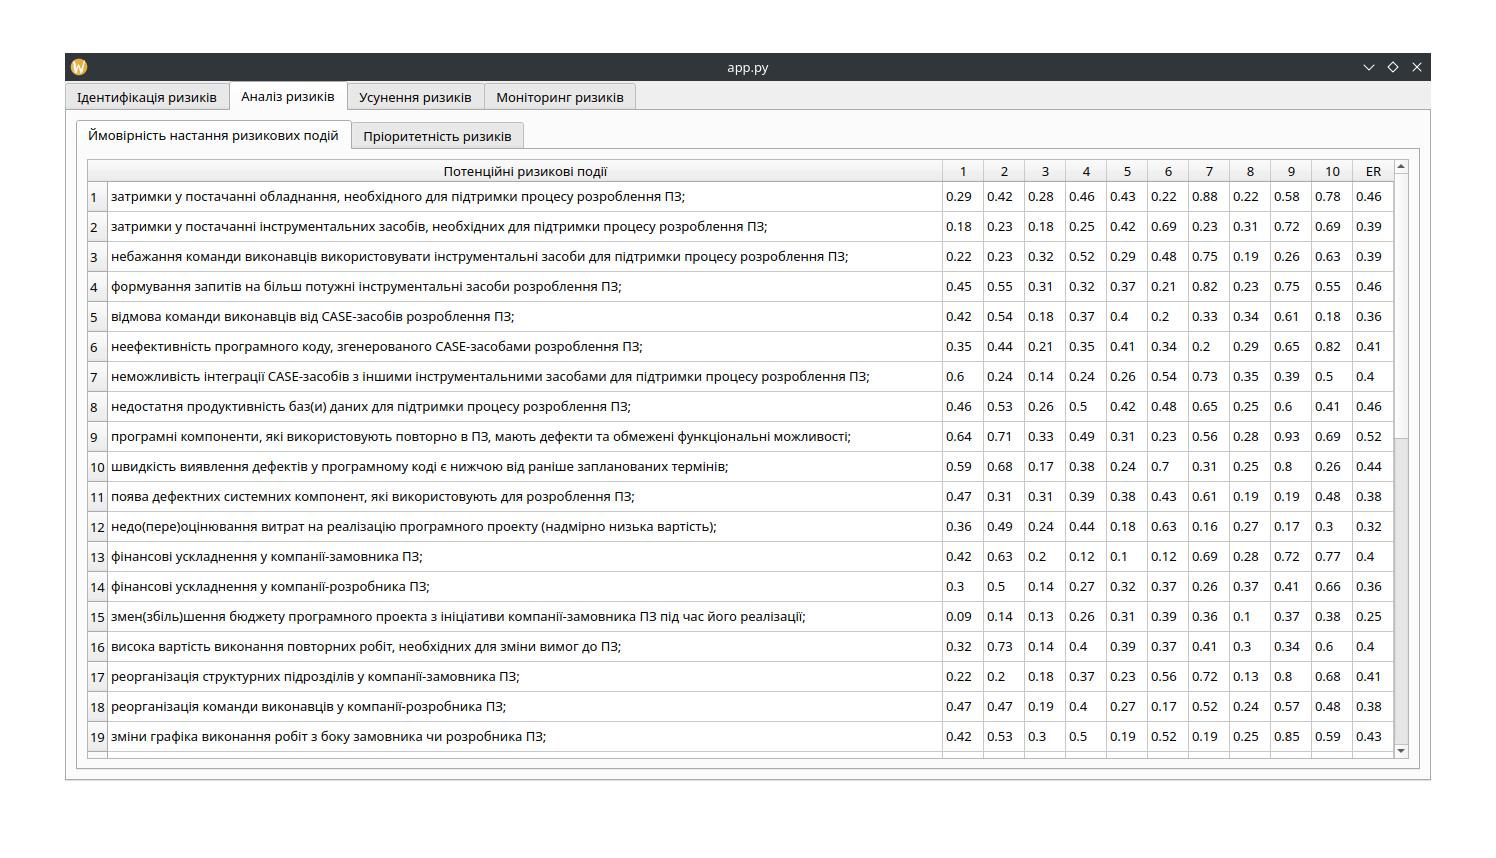 app.py
Ідентифікація ризиків Аналіз ризиків Усунення ризиків Моніторинг ризиків
Ймовірність настання ризикових подій Пріоритетність ризиків
Потенційні ризикові події 1 2 3 4 5 6 7 8 9 10 ER
1 затримки у постачанні обладнання, необхідного для підтримки процесу розроблення ПЗ; 0.29 0.42 0.28 0.46 0.43 0.22 0.88 0.22 0.58 0.78 0.46
2 затримки у постачанні інструментальних засобів, необхідних для підтримки процесу розроблення ПЗ; 0.18 0.23 0.18 0.25 0.42 0.69 0.23 0.31 0.72 0.69 0.39
3 небажання команди виконавців використовувати інструментальні засоби для підтримки процесу розроблення ПЗ; 0.22 0.23 0.32 0.52 0.29 0.48 0.75 0.19 0.26 0.63 0.39
4 формування запитів на більш потужні інструментальні засоби розроблення ПЗ; 0.45 0.55 0.31 0.32 0.37 0.21 0.82 0.23 0.75 0.55 0.46
5 відмова команди виконавців від CASE-засобів розроблення ПЗ; 0.42 0.54 0.18 0.37 0.4 0.2 0.33 0.34 0.61 0.18 0.36
6 неефективність програмного коду, згенерованого CASE-засобами розроблення ПЗ; 0.35 0.44 0.21 0.35 0.41 0.34 0.2 0.29 0.65 0.82 0.41
7 неможливість інтеграції CASE-засобів з іншими інструментальними засобами для підтримки процесу розроблення ПЗ; 0.6 0.24 0.14 0.24 0.26 0.54 0.73 0.35 0.39 0.5 0.4
8 недостатня продуктивність баз(и) даних для підтримки процесу розроблення ПЗ; 0.46 0.53 0.26 0.5 0.42 0.48 0.65 0.25 0.6 0.41 0.46
9 програмні компоненти, які використовують повторно в ПЗ, мають дефекти та обмежені функціональні можливості; 0.64 0.71 0.33 0.49 0.31 0.23 0.56 0.28 0.93 0.69 0.52
10 швидкість виявлення дефектів у програмному коді є нижчою від раніше запланованих термінів; 0.59 0.68 0.17 0.38 0.24 0.7 0.31 0.25 0.8 0.26 0.44
11 поява дефектних системних компонент, які використовують для розроблення ПЗ; 0.47 0.31 0.31 0.39 0.38 0.43 0.61 0.19 0.19 0.48 0.38
12 недо(пере)оцінювання витрат на реалізацію програмного проекту (надмірно низька вартість); 0.36 0.49 0.24 0.44 0.18 0.63 0.16 0.27 0.17 0.3 0.32
13 фінансові ускладнення у компанії-замовника ПЗ; 0.42 0.63 0.2 0.12 0.1 0.12 0.69 0.28 0.72 0.77 0.4
14 фінансові ускладнення у компанії-розробника ПЗ; 0.3 0.5 0.14 0.27 0.32 0.37 0.26 0.37 0.41 0.66 0.36
15 змен(збіль)шення бюджету програмного проекта з ініціативи компанії-замовника ПЗ під час його реалізації; 0.09 0.14 0.13 0.26 0.31 0.39 0.36 0.1 0.37 0.38 0.25
16 висока вартість виконання повторних робіт, необхідних для зміни вимог до ПЗ; 0.32 0.73 0.14 0.4 0.39 0.37 0.41 0.3 0.34 0.6 0.4
17 реорганізація структурних підрозділів у компанії-замовника ПЗ; 0.22 0.2 0.18 0.37 0.23 0.56 0.72 0.13 0.8 0.68 0.41
18 реорганізація команди виконавців у компанії-розробника ПЗ; 0.47 0.47 0.19 0.4 0.27 0.17 0.52 0.24 0.57 0.48 0.38
19 зміни графіка виконання робіт з боку замовника чи розробника ПЗ; 0.42 0.53 0.3 0.5 0.19 0.52 0.19 0.25 0.85 0.59 0.43